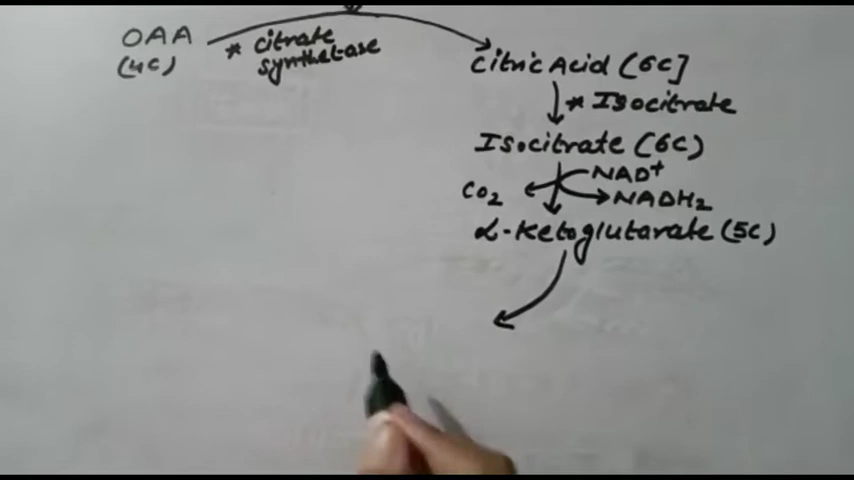 OAA
(4C)
* citrate
synthetase
Citric Acid (6C]
* Isocitrate
Isocitrate (6C)
NAD+
CO2
NADH2
α-Ketoglutarate (5C)